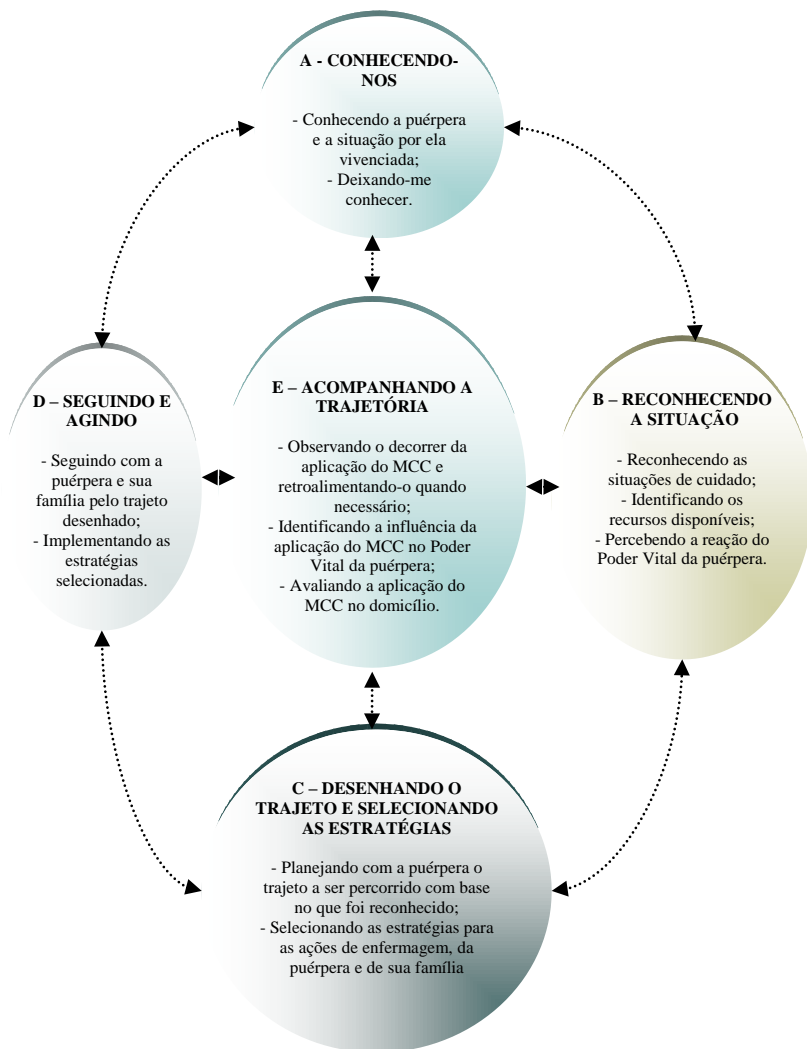 A - CONHECENDO-
NOS
- Conhecendo a puérpera
e a situação por ela
vivenciada;
- Deixando-me
conhecer.
D – SEGUINDO E
AGINDO
- Seguindo com a
puérpera e sua
família pelo trajeto
desenhado;
- Implementando as
estratégias
selecionadas.
E – ACOMPANHANDO A
TRAJETÓRIA
- Observando o decorrer da
aplicação do MCC e
retroalimentando-o quando
necessário;
- Identificando a influência da
aplicação do MCC no Poder
Vital da puérpera;
- Avaliando a aplicação do
MCC no domicílio.
B – RECONHECENDO
A SITUAÇÃO
- Reconhecendo as
situações de cuidado;
- Identificando os
recursos disponíveis;
- Percebendo a reação do
Poder Vital da puérpera.
C – DESENHANDO O
TRAJETO E SELECIONANDO
AS ESTRATÉGIAS
- Planejando com a puérpera o
trajeto a ser percorrido com base
no que foi reconhecido;
- Selecionando as estratégias para
as ações de enfermagem, da
puérpera e de sua família